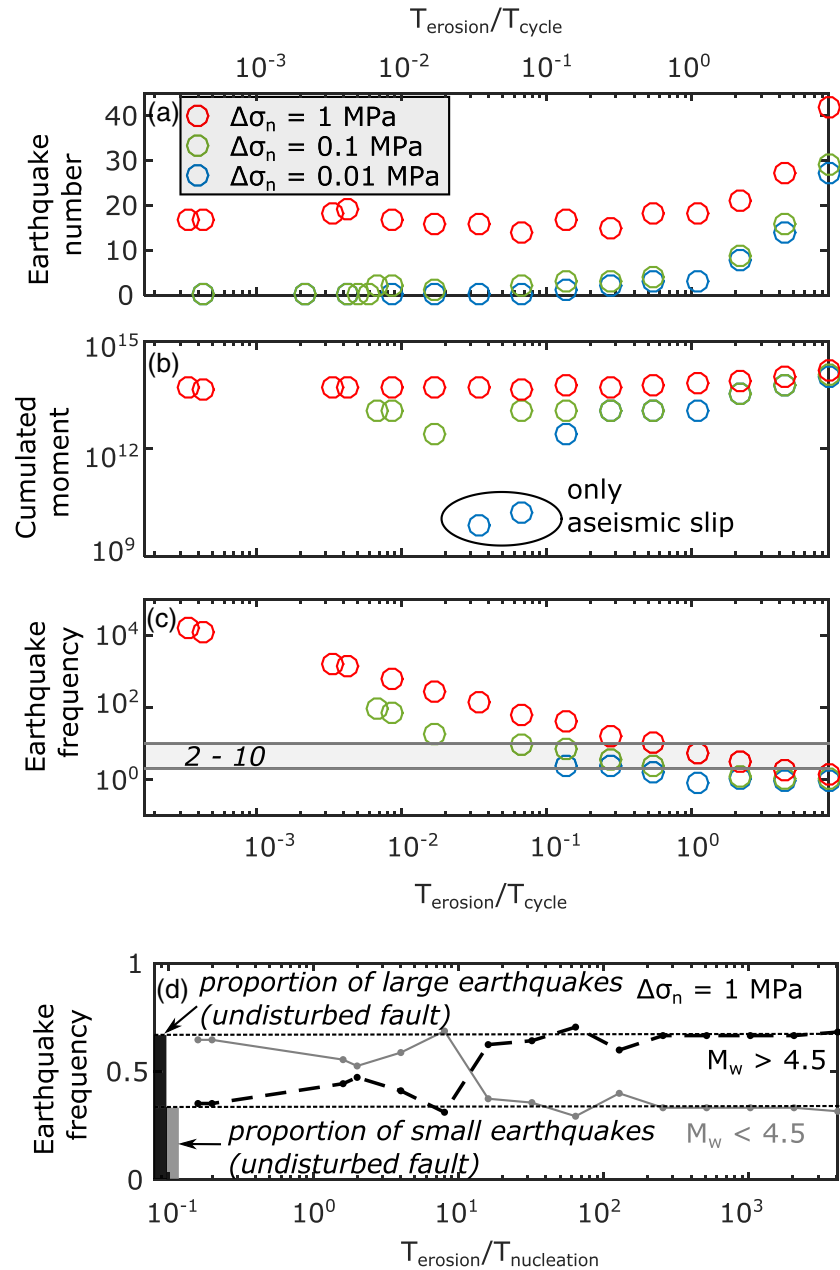 T_erosion/T_cycle
10^-3 10^-2 10^-1 10^0
(a)
Δσ_n = 1 MPa
Δσ_n = 0.1 MPa
Δσ_n = 0.01 MPa
Earthquake
number
40
30
20
10
0
(b)
Cumulated
moment
10^15
10^12
10^9
only
aseismic slip
(c)
Earthquake
frequency
10^4
10^2
10^0
2 - 10
10^-3 10^-2 10^-1 10^0
T_erosion/T_cycle
(d)
Earthquake
frequency
1
0.5
0
proportion of large earthquakes
(undisturbed fault)
Δσ_n = 1 MPa
M_w > 4.5
proportion of small earthquakes
(undisturbed fault)
M_w < 4.5
10^-1 10^0 10^1 10^2 10^3
T_erosion/T_nucleation